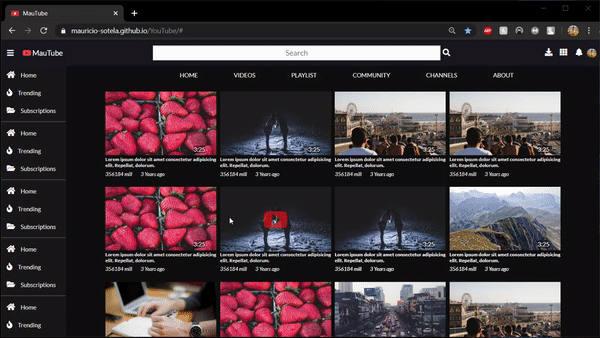 MauTube
mauricio-sotela.github.io/YouTube/#
MauTube
Search
HOME VIDEOS PLAYLIST COMMUNITY CHANNELS ABOUT
Home
Trending
Subscriptions
Home
Trending
Subscriptions
Home
Trending
Subscriptions
Home
Trending
Subscriptions
Home
Trending
3:25 3:25 3:25 3:25
Lorem ipsum dolor sit amet consectetur adipisicing Lorem ipsum dolor sit amet consectetur adipisicing Lorem ipsum dolor sit amet consectetur adipisicing Lorem ipsum dolor sit amet consectetur adipisicing
elit. Repellat, dolorum. elit. Repellat, dolorum. elit. Repellat, dolorum. elit. Repellat, dolorum.
356184 mill 3 Years ago 356184 mill 3 Years ago 356184 mill 3 Years ago 356184 mill 3 Years ago
3:25 3:25 3:25 3:25
Lorem ipsum dolor sit amet consectetur adipisicing Lorem ipsum dolor sit amet consectetur adipisicing Lorem ipsum dolor sit amet consectetur adipisicing Lorem ipsum dolor sit amet consectetur adipisicing
elit. Repellat, dolorum. elit. Repellat, dolorum. elit. Repellat, dolorum. elit. Repellat, dolorum.
356184 mill 3 Years ago 356184 mill 3 Years ago 356184 mill 3 Years ago 356184 mill 3 Years ago